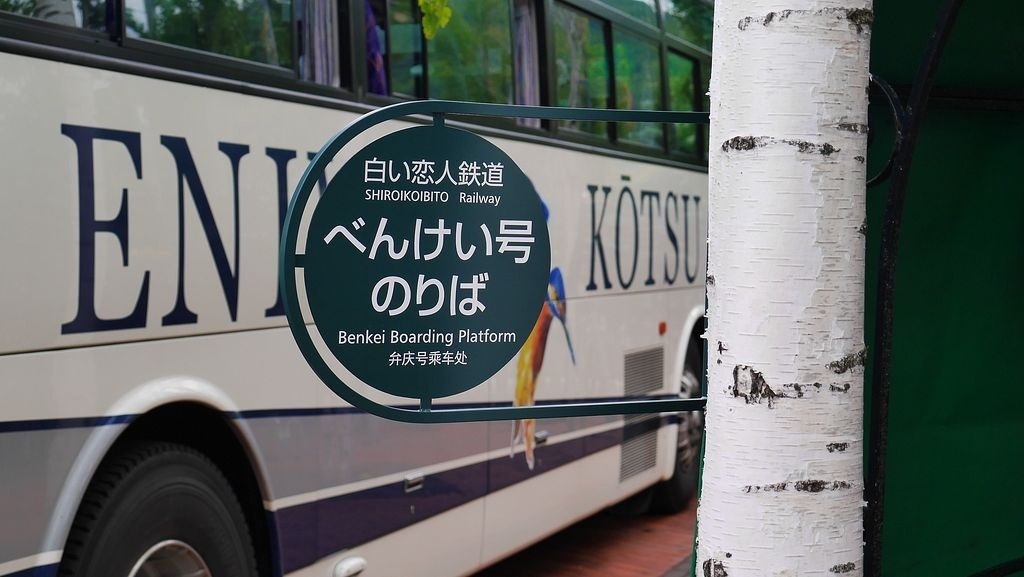 白い恋人鉄道
SHIROIKOIBITO Railway
べんけい号
のりば
Benkei Boarding Platform
弁庆号乘车处
KŌTSU